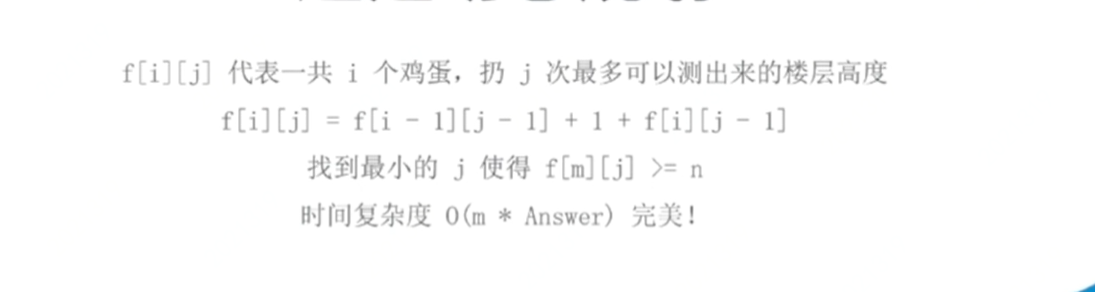 f[i][j] 代表一共 i 个鸡蛋，扔 j 次最多可以测出来的楼层高度
f[i][j] = f[i - 1][j - 1] + 1 + f[i][j - 1]
找到最小的 j 使得 f[m][j] >= n
时间复杂度 O(m * Answer) 完美！